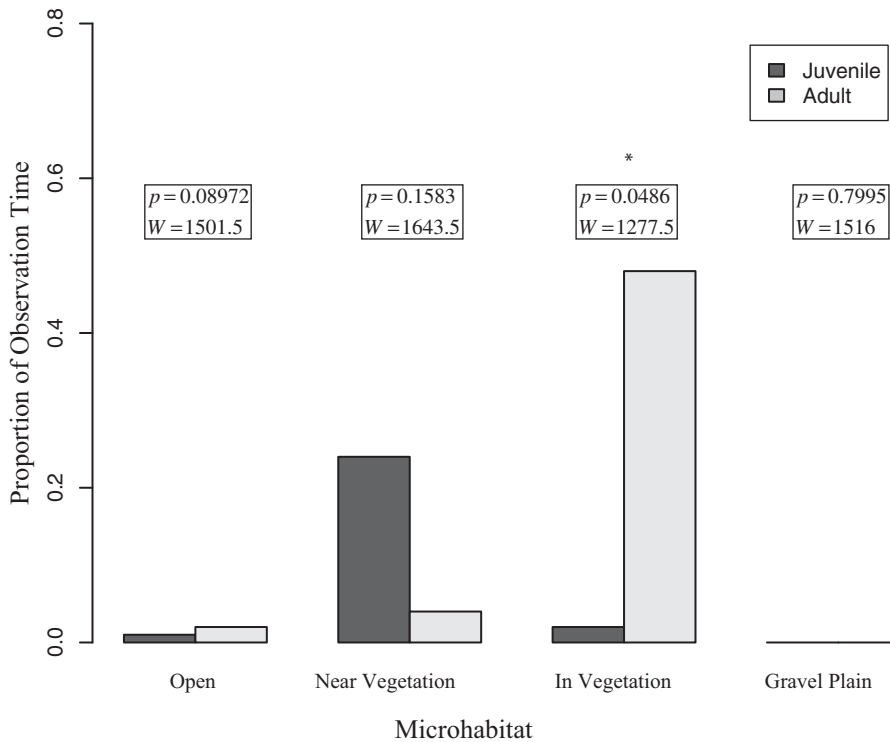 Juvenile
Adult
*
p = 0.08972
W = 1501.5
p = 0.1583
W = 1643.5
p = 0.0486
W = 1277.5
p = 0.7995
W = 1516
Proportion of Observation Time
0.8
0.6
0.4
0.2
0.0
Open
Near Vegetation
In Vegetation
Gravel Plain
Microhabitat